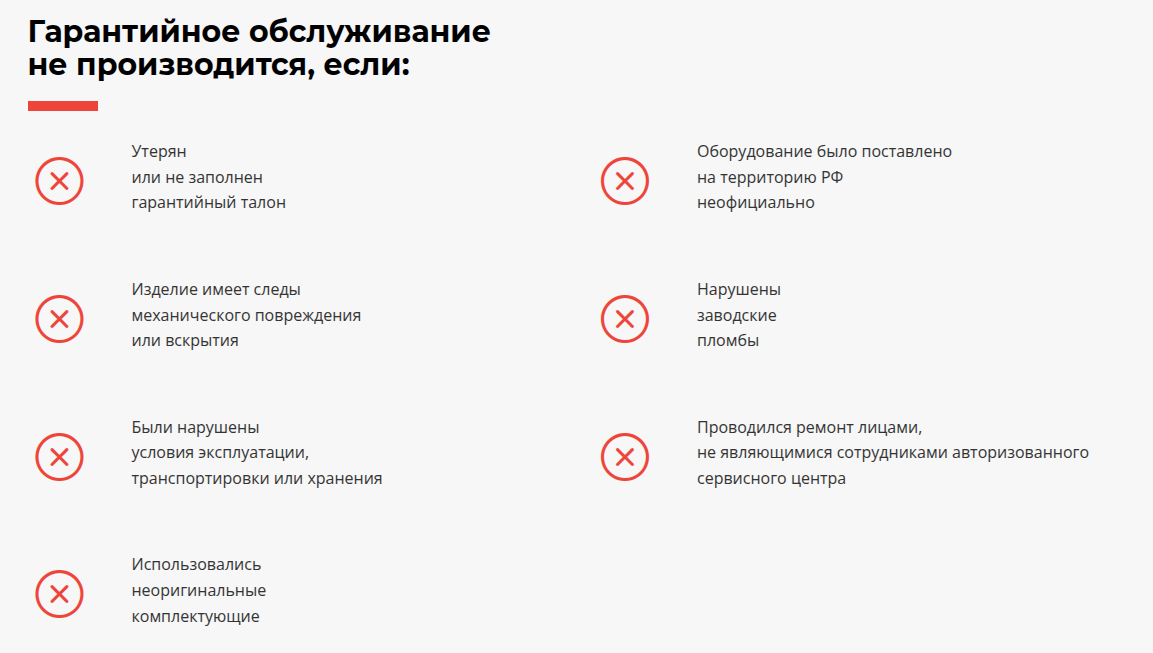 Гарантийное обслуживание
не производится, если:
Утерян
или не заполнен
гарантийный талон
Оборудование было поставлено
на территорию РФ
неофициально
Изделие имеет следы
механического повреждения
или вскрытия
Нарушены
заводские
пломбы
Были нарушены
условия эксплуатации,
транспортировки или хранения
Проводился ремонт лицами,
не являющимися сотрудниками авторизованного
сервисного центра
Использовались
неоригинальные
комплектующие